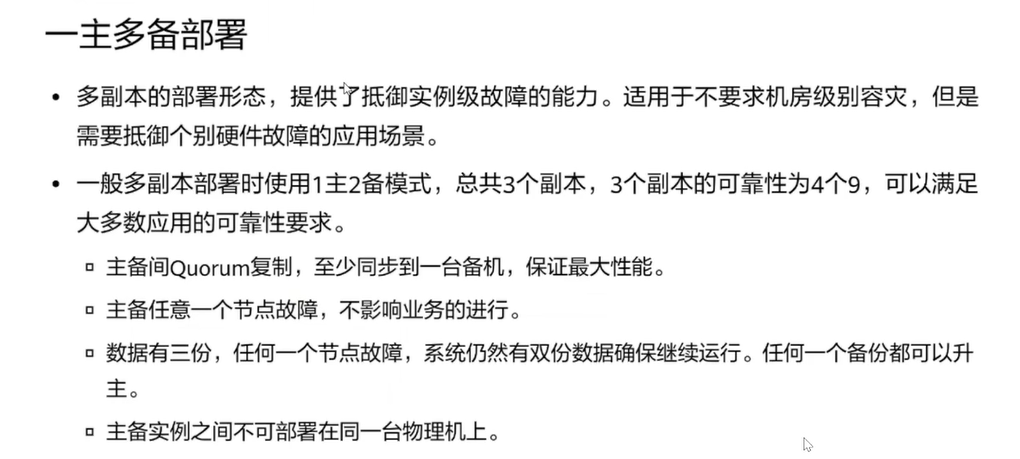 一主多备部署
• 多副本的部署形态，提供了抵御实例级故障的能力。适用于不要求机房级别容灾，但是
需要抵御个别硬件故障的应用场景。
• 一般多副本部署时使用1主2备模式，总共3个副本，3个副本的可靠性为4个9，可以满足
大多数应用的可靠性要求。
▫ 主备间Quorum复制，至少同步到一台备机，保证最大性能。
▫ 主备任意一个节点故障，不影响业务的进行。
▫ 数据有三份，任何一个节点故障，系统仍然有双份数据确保继续运行。任何一个备份都可以升
主。
▫ 主备实例之间不可部署在同一台物理机上。